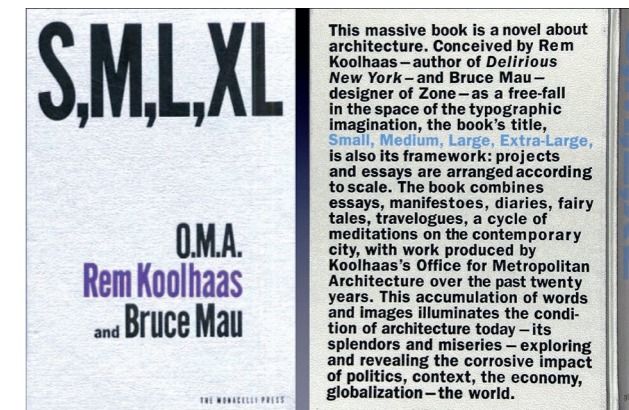 S,M,L,XL
O.M.A.
Rem Koolhaas
and Bruce Mau
THE MONACELLI PRESS
This massive book is a novel about
architecture. Conceived by Rem
Koolhaas—author of Delirious
New York—and Bruce Mau—
designer of Zone—as a free-fall
in the space of the typographic
imagination, the book's title,
Small, Medium, Large, Extra-Large,
is also its framework: projects
and essays are arranged according
to scale. The book combines
essays, manifestoes, diaries, fairy
tales, travelogues, a cycle of
meditations on the contemporary
city, with work produced by
Koolhaas's Office for Metropolitan
Architecture over the past twenty
years. This accumulation of words
and images illuminates the condi-
tion of architecture today—its
splendors and miseries—exploring
and revealing the corrosive impact
of politics, context, the economy,
globalization—the world.